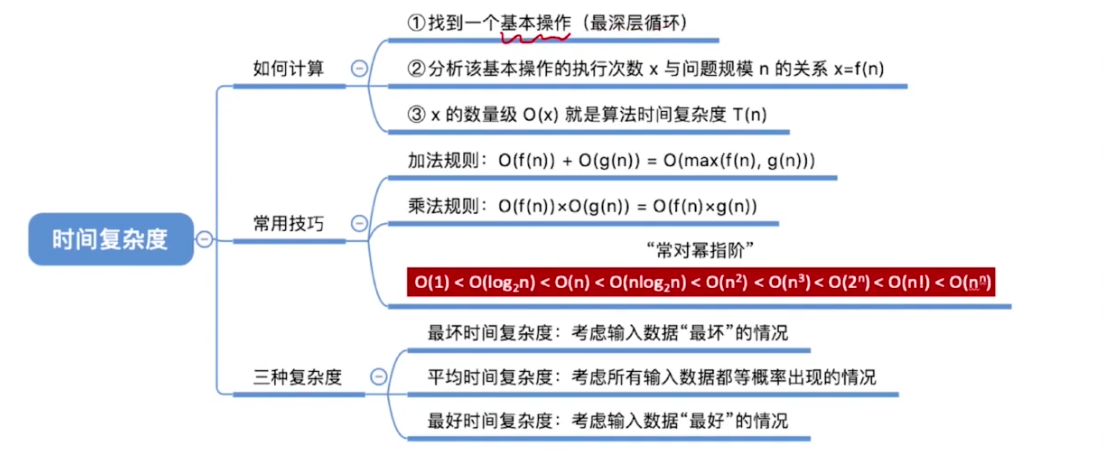 ①找到一个基本操作（最深层循环）
如何计算
②分析该基本操作的执行次数 x 与问题规模 n 的关系 x=f(n)
③ x 的数量级 O(x) 就是算法时间复杂度 T(n)
加法规则：O(f(n)) + O(g(n)) = O(max(f(n), g(n)))
常用技巧
乘法规则：O(f(n))×O(g(n)) = O(f(n)×g(n))
时间复杂度
“常对幂指阶”
O(1) < O(log₂n) < O(n) < O(nlog₂n) < O(n²) < O(n³) < O(2ⁿ) < O(n!) < O(nⁿ)
最坏时间复杂度：考虑输入数据“最坏”的情况
三种复杂度
平均时间复杂度：考虑所有输入数据都等概率出现的情况
最好时间复杂度：考虑输入数据“最好”的情况